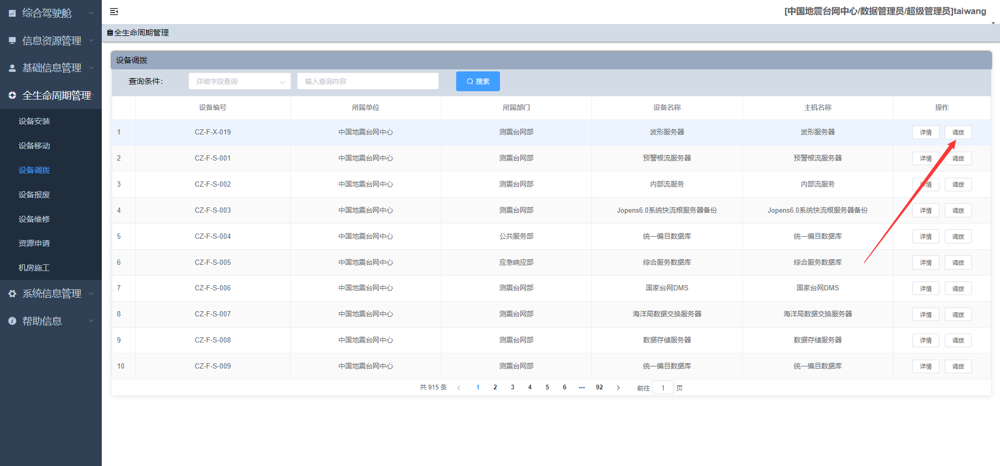 综合驾驶舱
信息资源管理
基础信息管理
全生命周期管理
设备安装
设备移动
设备调拨
设备报废
设备维修
资源申请
机房施工
系统信息管理
帮助信息
[中国地震台网中心/数据管理员/超级管理员]taiwang
全生命周期管理
设备调拨
查询条件： 详细字段查询 输入查询内容 搜索
设备编号 所属单位 所属部门 设备名称 主机名称 操作
1 CZ-F-X-019 中国地震台网中心 测震台网部 波形服务器 波形服务器 详情 调拨
2 CZ-F-S-001 中国地震台网中心 测震台网部 预警根流服务器 预警根流服务器 详情 调拨
3 CZ-F-S-002 中国地震台网中心 测震台网部 内部流服务 内部流服务 详情 调拨
4 CZ-F-S-003 中国地震台网中心 测震台网部 Jopens6.0系统快流根服务器备份 Jopens6.0系统快流根服务器备份 详情 调拨
5 CZ-F-S-004 中国地震台网中心 公共服务部 统一编目数据库 统一编目数据库 详情 调拨
6 CZ-F-S-005 中国地震台网中心 应急响应部 综合服务数据库 综合服务数据库 详情 调拨
7 CZ-F-S-006 中国地震台网中心 测震台网部 国家台网DMS 国家台网DMS 详情 调拨
8 CZ-F-S-007 中国地震台网中心 测震台网部 海洋局数据交换服务器 海洋局数据交换服务器 详情 调拨
9 CZ-F-S-008 中国地震台网中心 测震台网部 数据存储服务器 数据存储服务器 详情 调拨
10 CZ-F-S-009 中国地震台网中心 测震台网部 统一编目数据库 统一编目数据库 详情 调拨
共 915 条 1 2 3 4 5 6 ••• 92 前往 1 页